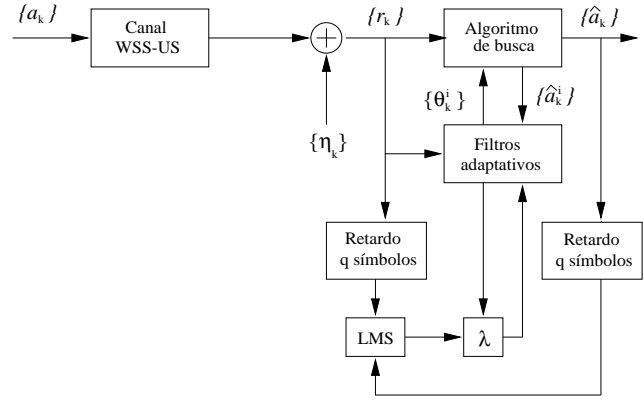 {a_k}
Canal
WSS-US
+
{r_k}
Algoritmo
de busca
{â_k}
{η_k}
{θ_k^i}
{â_k^i}
Filtros
adaptativos
Retardo
q símbolos
Retardo
q símbolos
LMS
λ